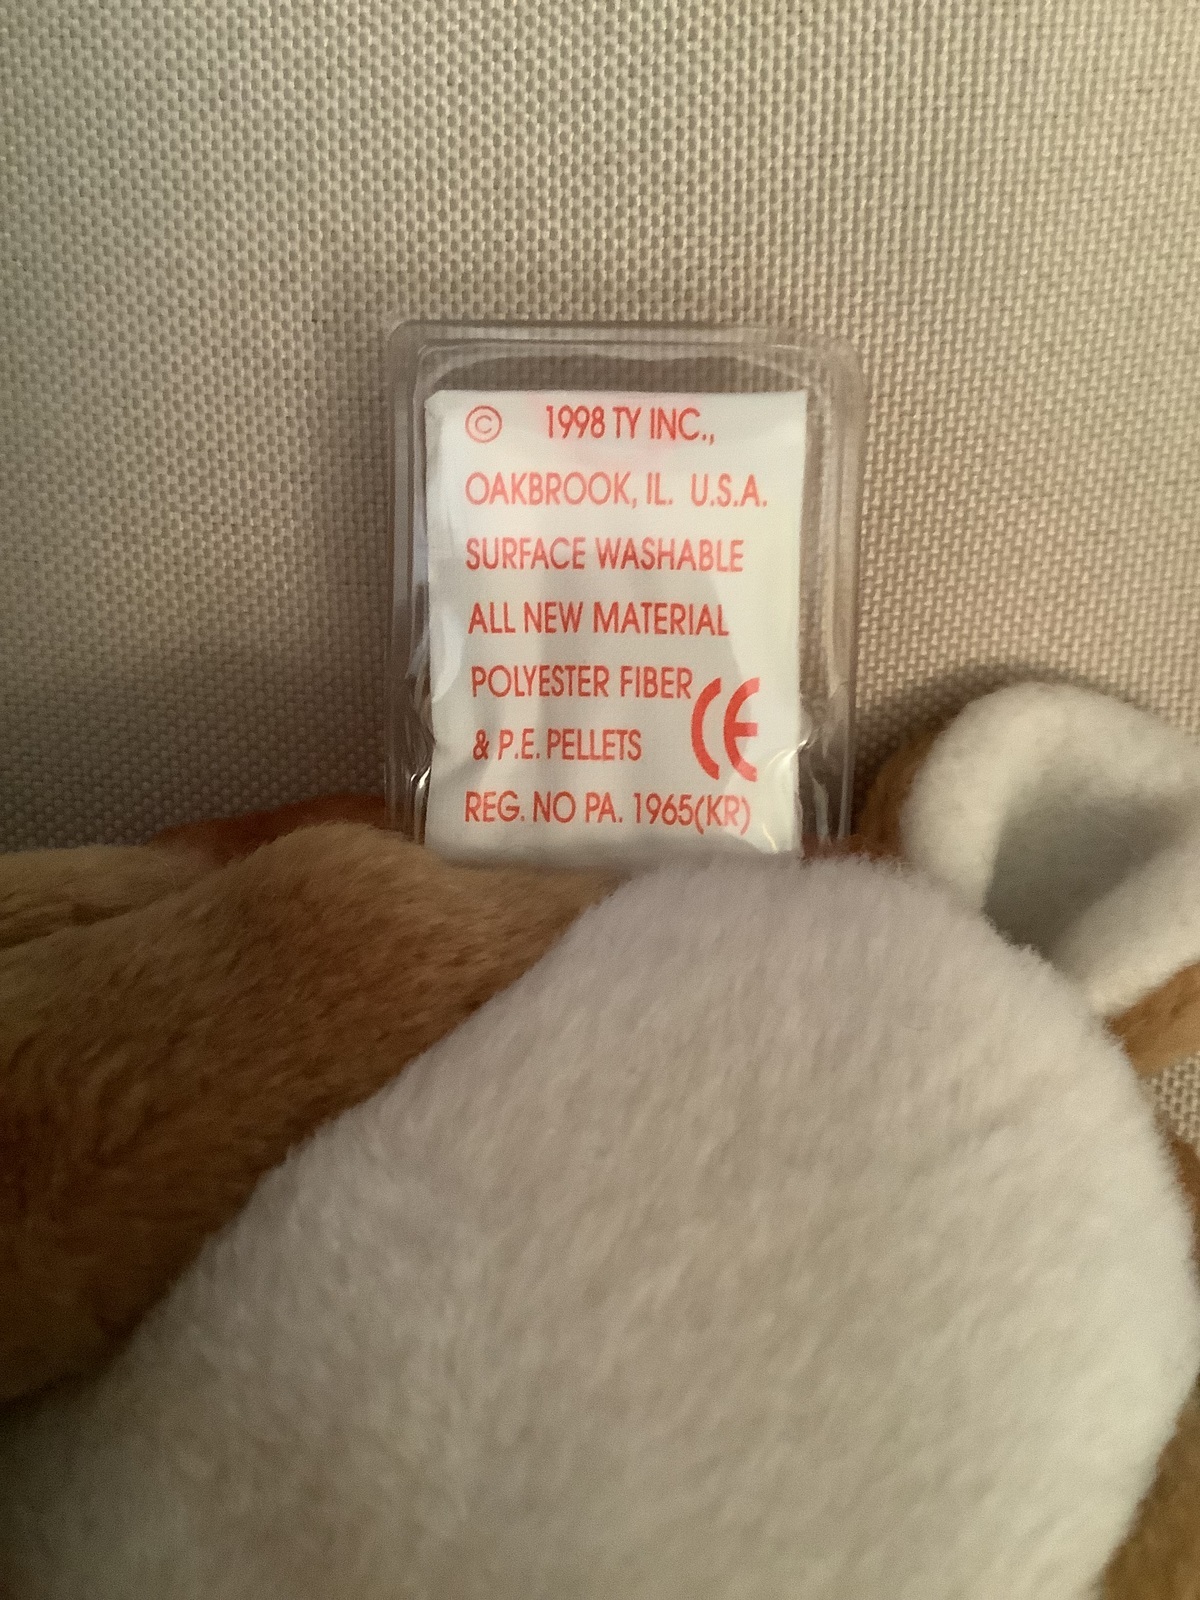 © 1998 TY INC.,
OAKBROOK, IL. U.S.A.
SURFACE WASHABLE
ALL NEW MATERIAL
POLYESTER FIBER
& P.E. PELLETS CE
REG. NO PA. 1965(KR)